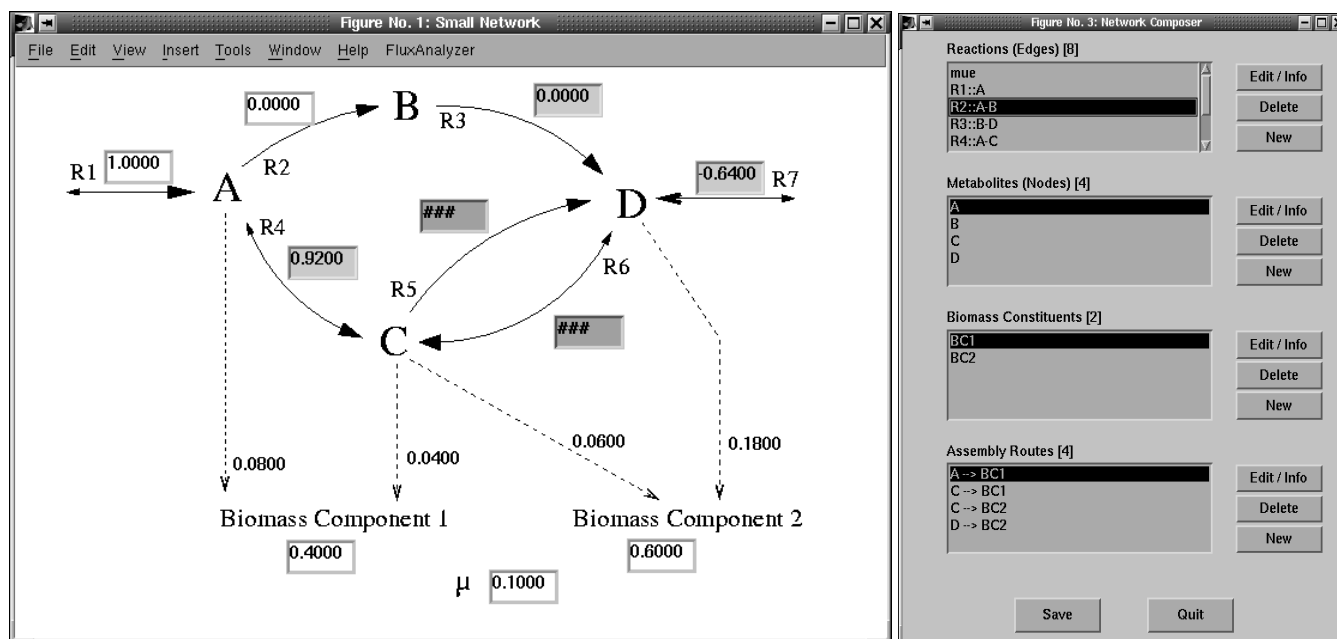 Figure No. 1: Small Network
File Edit View Insert Tools Window Help FluxAnalyzer
0.0000
B
R3
0.0000
R1
1.0000
R2
A
-0.6400
R7
###
D
R4
0.9200
R6
R5
###
C
0.0600
0.1800
0.0800
0.0400
Biomass Component 1
Biomass Component 2
0.4000
0.6000
μ
0.1000
Figure No. 3: Network Composer
Reactions (Edges) [8]
mue
R1::A
R2::A-B
R3::B-D
R4::A-C
Edit / Info
Delete
New
Metabolites (Nodes) [4]
A
B
C
D
Edit / Info
Delete
New
Biomass Constituents [2]
BC1
BC2
Edit / Info
Delete
New
Assembly Routes [4]
A --> BC1
C --> BC1
C --> BC2
D --> BC2
Edit / Info
Delete
New
Save
Quit